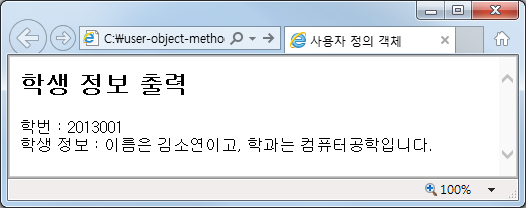 C:\user-object-metho
사용자 정의 객체
학생 정보 출력
학번 : 2013001
학생 정보 : 이름은 김소연이고, 학과는 컴퓨터공학입니다.
100%